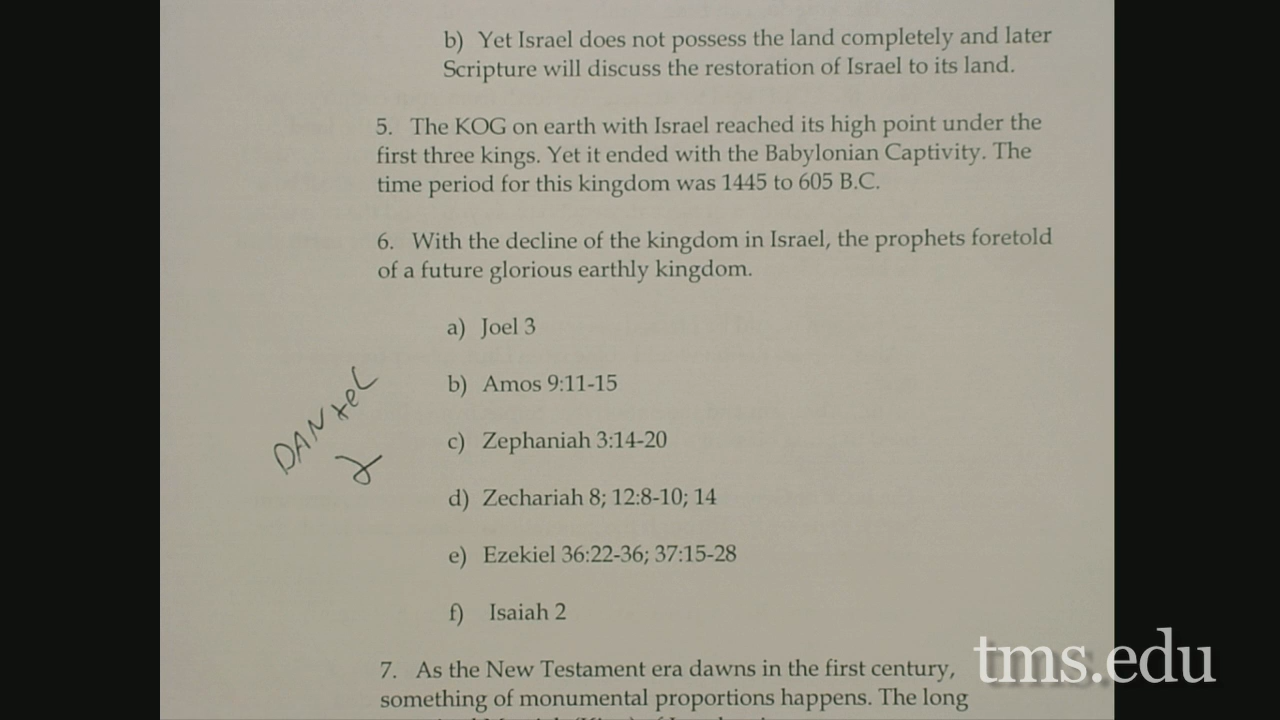 b) Yet Israel does not possess the land completely and later
Scripture will discuss the restoration of Israel to its land.
5. The KOG on earth with Israel reached its high point under the
first three kings. Yet it ended with the Babylonian Captivity. The
time period for this kingdom was 1445 to 605 B.C.
6. With the decline of the kingdom in Israel, the prophets foretold
of a future glorious earthly kingdom.
a) Joel 3
b) Amos 9:11-15
DANIEL
2
c) Zephaniah 3:14-20
d) Zechariah 8; 12:8-10; 14
e) Ezekiel 36:22-36; 37:15-28
f) Isaiah 2
7. As the New Testament era dawns in the first century,
something of monumental proportions happens. The long
tms.edu